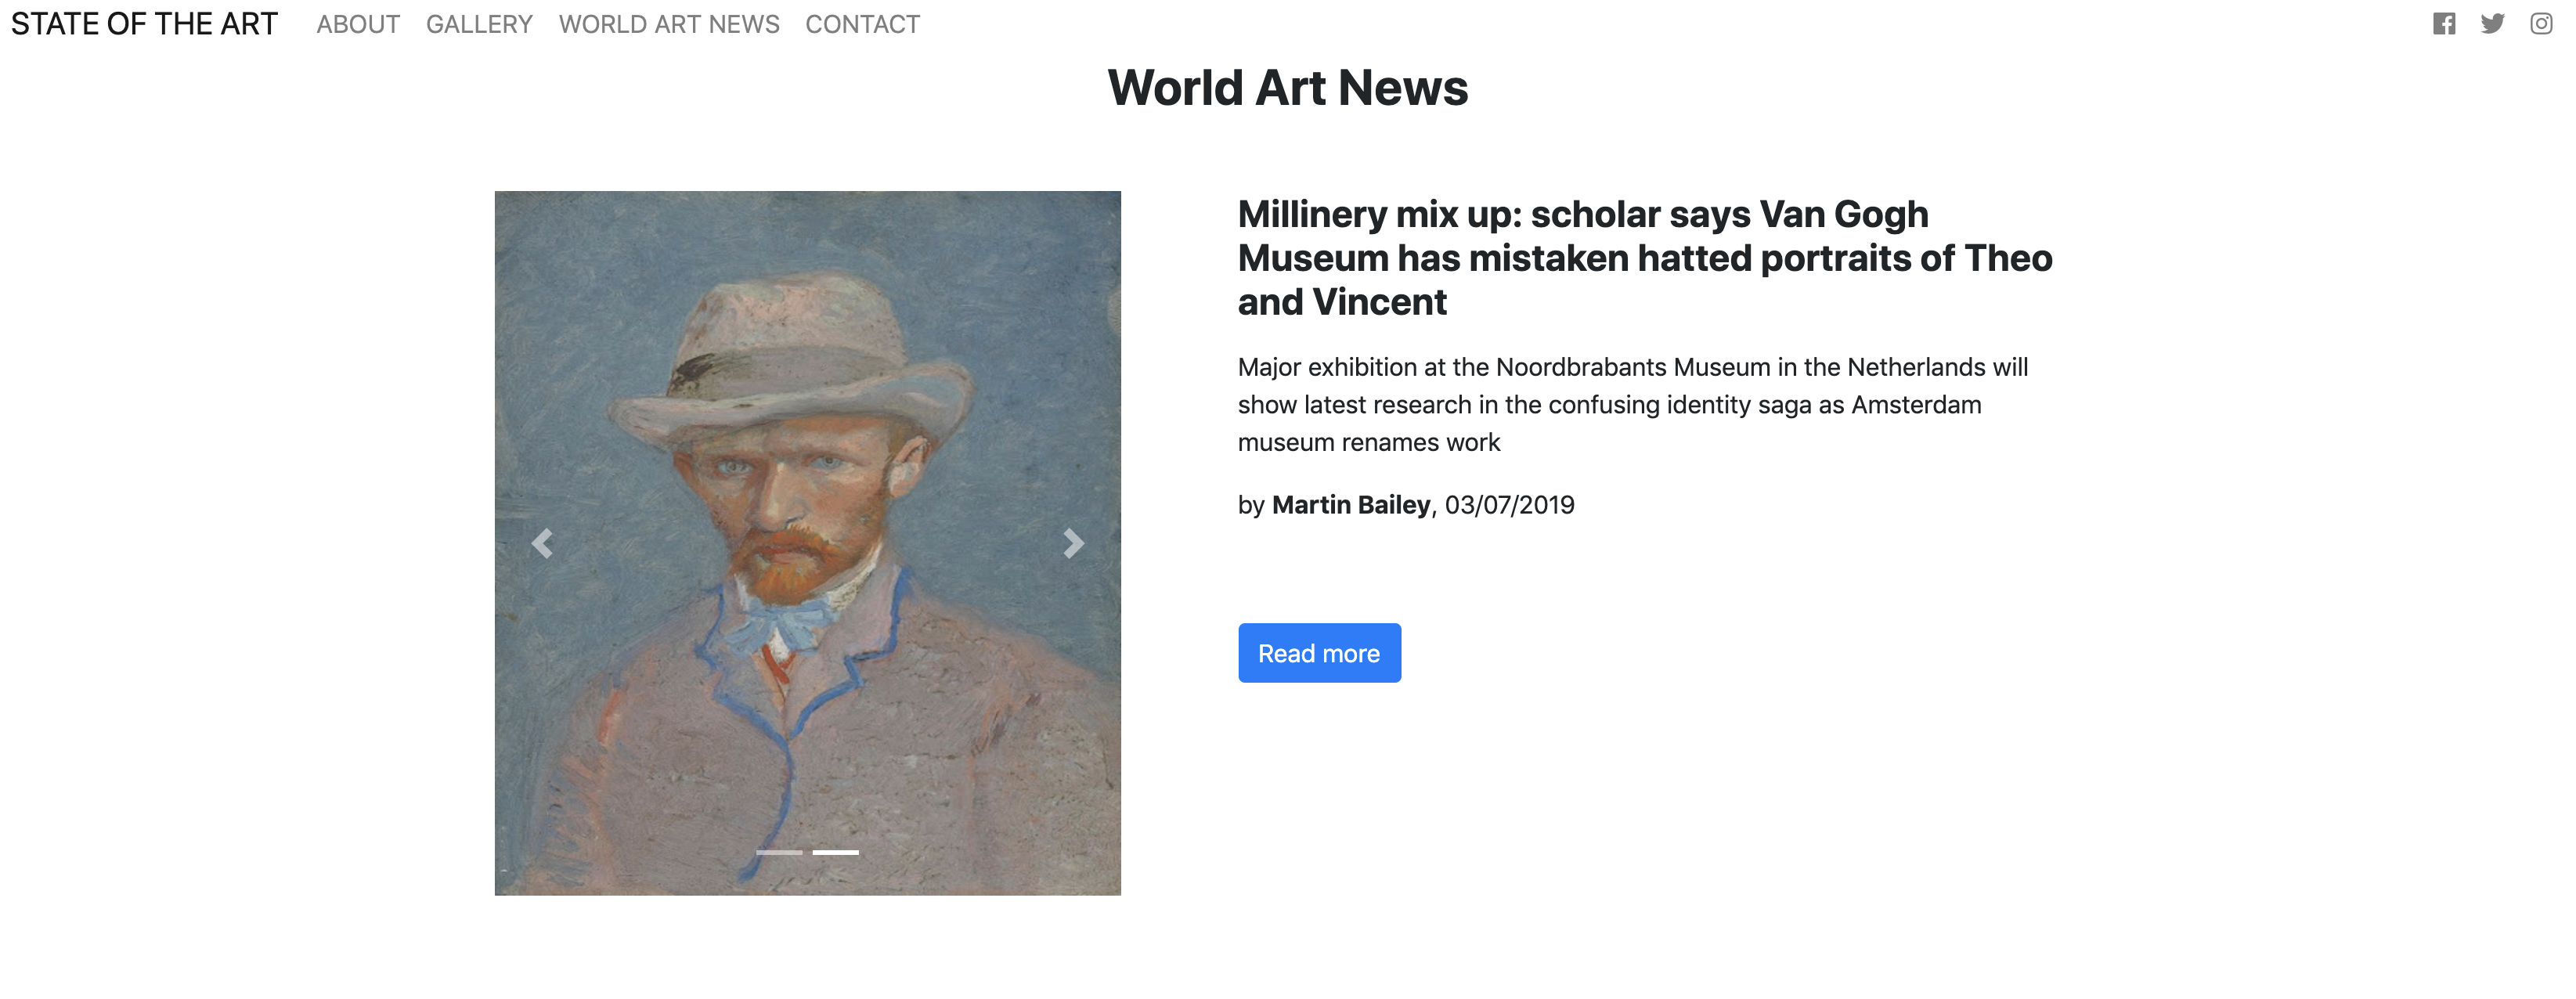 STATE OF THE ART ABOUT GALLERY WORLD ART NEWS CONTACT
World Art News
Millinery mix up: scholar says Van Gogh
Museum has mistaken hatted portraits of Theo
and Vincent
Major exhibition at the Noordbrabants Museum in the Netherlands will
show latest research in the confusing identity saga as Amsterdam
museum renames work
by Martin Bailey, 03/07/2019
Read more